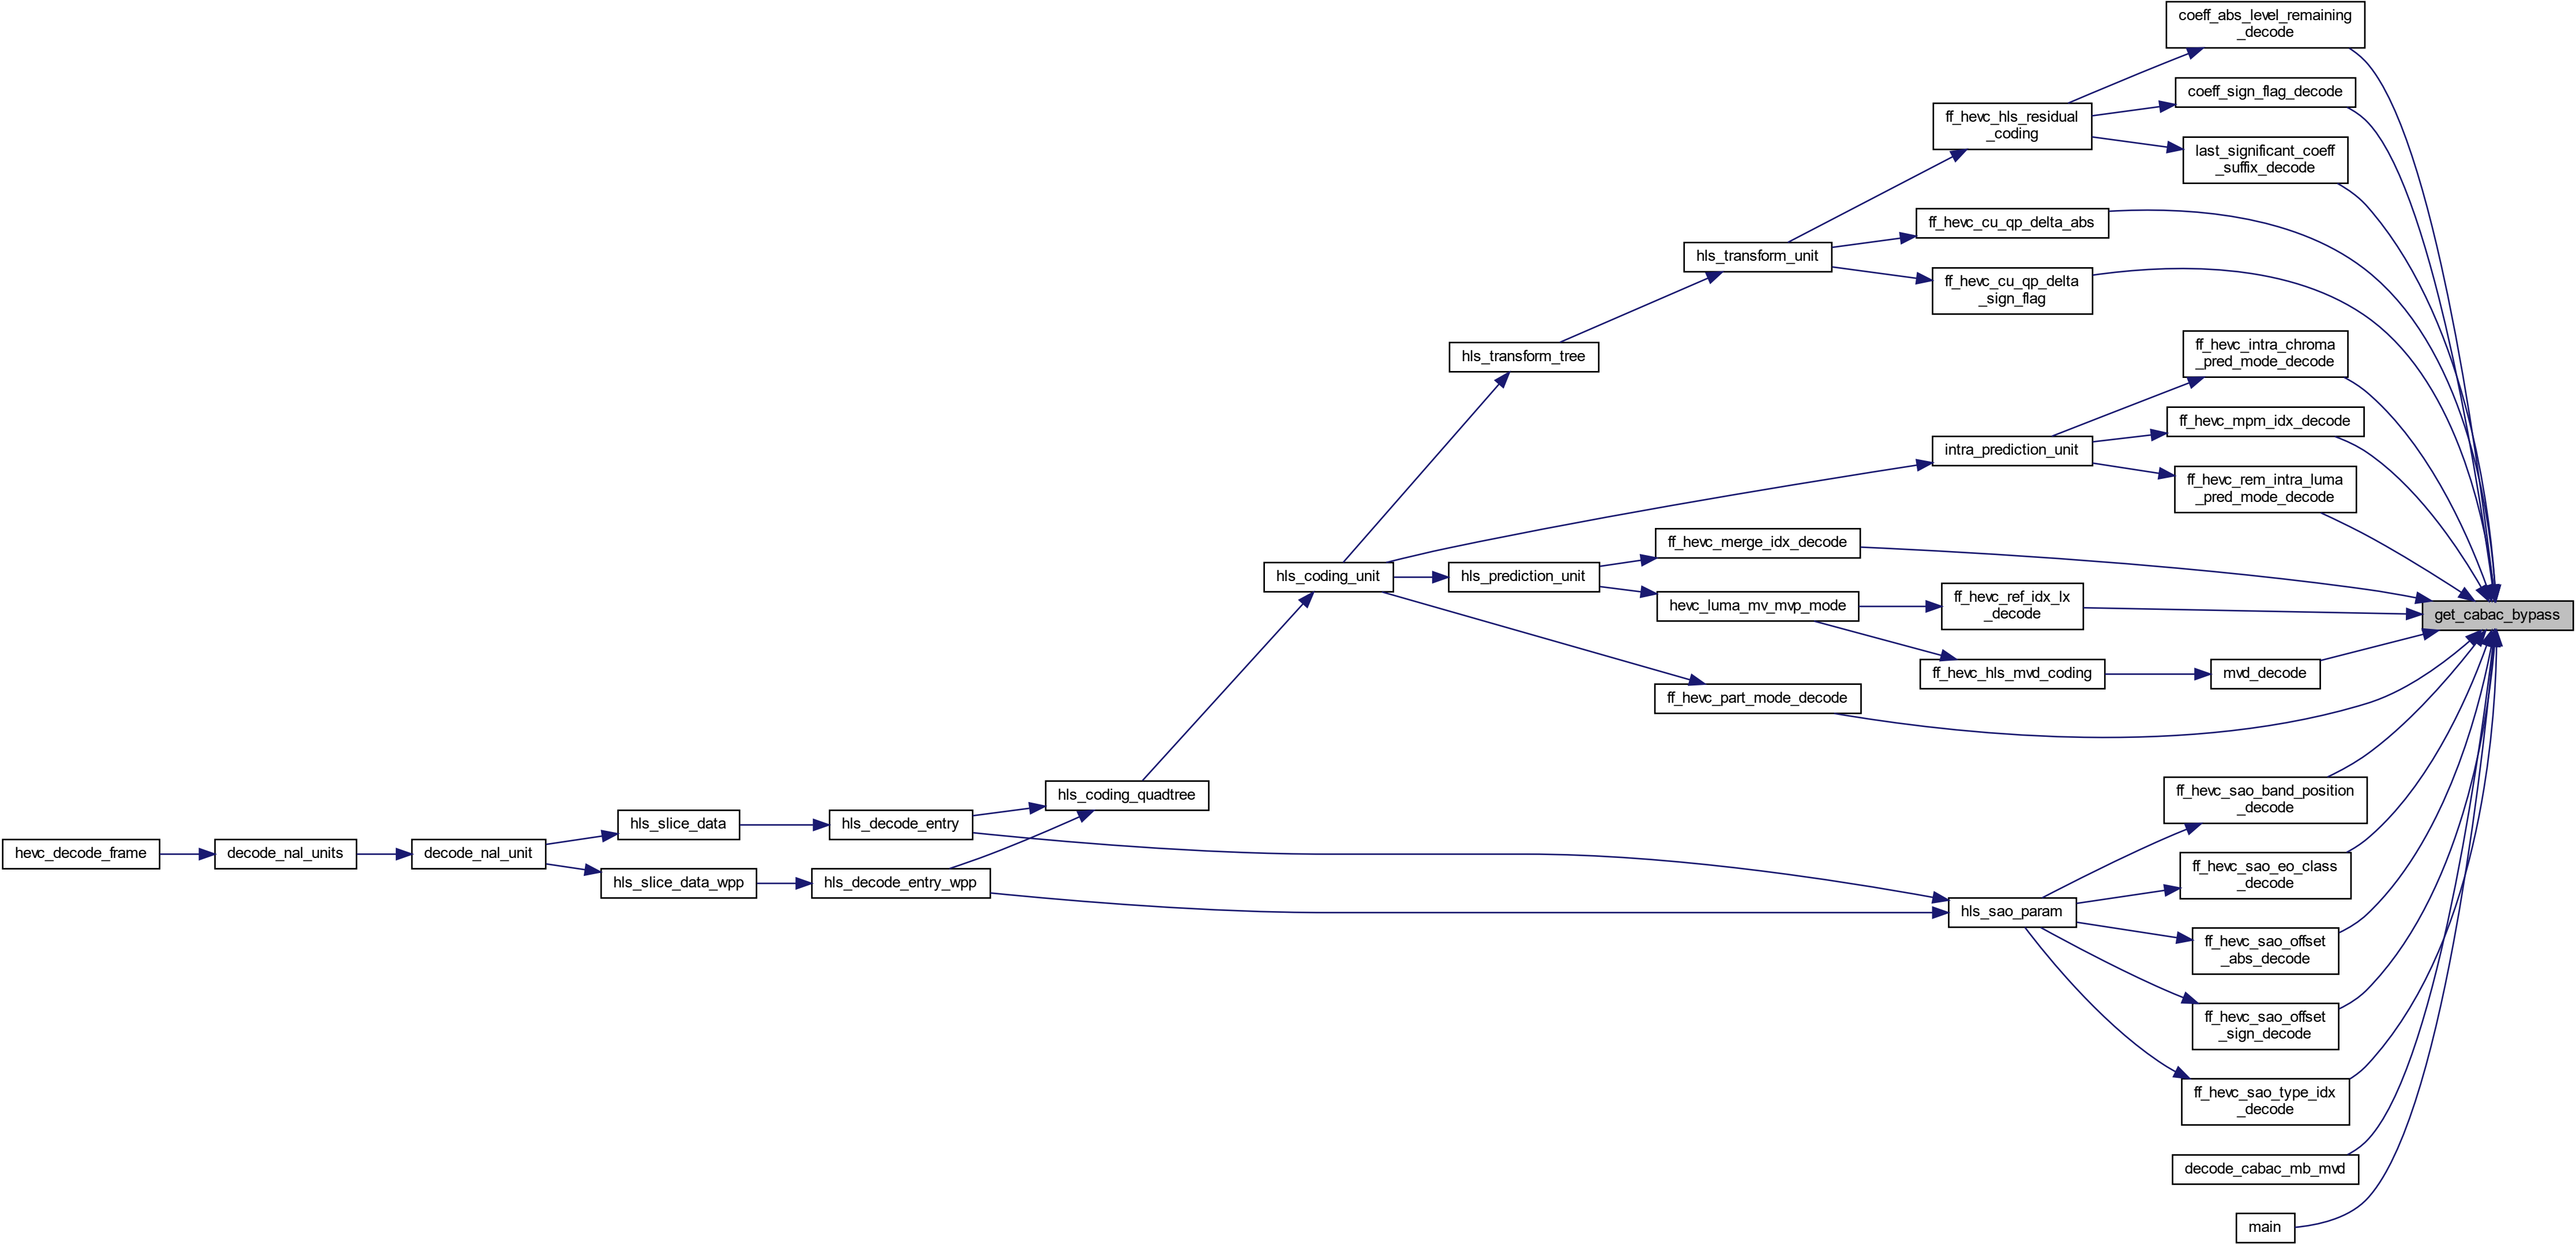 coeff_abs_level_remaining
_decode
coeff_sign_flag_decode
ff_hevc_hls_residual
_coding
last_significant_coeff
_suffix_decode
ff_hevc_cu_qp_delta_abs
hls_transform_unit
ff_hevc_cu_qp_delta
_sign_flag
ff_hevc_intra_chroma
_pred_mode_decode
hls_transform_tree
ff_hevc_mpm_idx_decode
intra_prediction_unit
ff_hevc_rem_intra_luma
_pred_mode_decode
ff_hevc_merge_idx_decode
hls_coding_unit
hls_prediction_unit
hevc_luma_mv_mvp_mode
ff_hevc_ref_idx_lx
_decode
get_cabac_bypass
ff_hevc_hls_mvd_coding
mvd_decode
ff_hevc_part_mode_decode
hls_coding_quadtree
ff_hevc_sao_band_position
_decode
hls_slice_data
hls_decode_entry
hevc_decode_frame
decode_nal_units
decode_nal_unit
hls_slice_data_wpp
hls_decode_entry_wpp
ff_hevc_sao_eo_class
_decode
hls_sao_param
ff_hevc_sao_offset
_abs_decode
ff_hevc_sao_offset
_sign_decode
ff_hevc_sao_type_idx
_decode
decode_cabac_mb_mvd
main